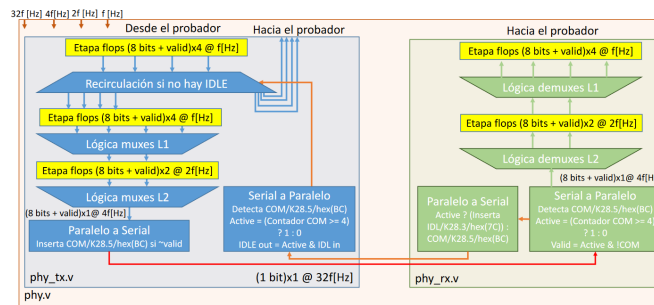 32f [Hz] 4f[Hz] 2f [Hz] f [Hz]
Desde el probador
Hacia el probador
Etapa flops (8 bits + valid)x4 @ f[Hz]
Recirculación si no hay IDLE
Etapa flops (8 bits + valid)x4 @ f[Hz]
Lógica muxes L1
Etapa flops (8 bits + valid)x2 @ 2f[Hz]
Lógica muxes L2
(8 bits + valid)x1@ 4f[Hz]
Paralelo a Serial
Inserta COM/K28.5/hex(BC) si ~valid
Serial a Paralelo
Detecta COM/K28.5/hex(BC)
Active = (Contador COM >= 4)
? 1 : 0
IDLE out = Active & IDL in
phy_tx.v
(1 bit)x1 @ 32f[Hz]
phy.v
Hacia el probador
Etapa flops (8 bits + valid)x4 @ f[Hz]
Lógica demuxes L1
Etapa flops (8 bits + valid)x2 @ 2f[Hz]
Lógica demuxes L2
(8 bits + valid)x1@ 4f[H
Paralelo a Serial
Active ? (Inserta
IDL/K28.3/hex(7C)) :
COM/K28.5/hex(BC)
Serial a Paralelo
Detecta COM/K28.5/hex(BC)
Active = (Contador COM >= 4)
? 1 : 0
Valid = Active & !COM
phy_rx.v